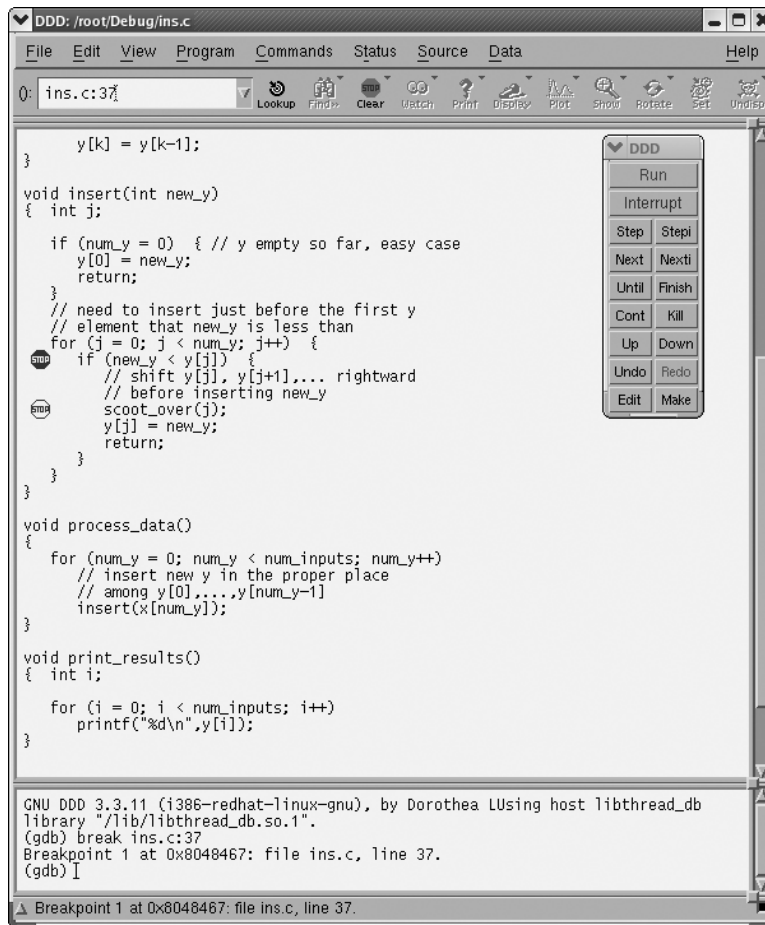 DDD: /root/Debug/ins.c
File Edit View Program Commands Status Source Data Help
(): ins.c:37
Lookup Find» Clear Watch Print Display Plot Show Rotate Set Undisp
y[k] = y[k-1];
}
void insert(int new_y)
{  int j;
if (num_y = 0)  { // y empty so far, easy case
y[0] = new_y;
return;
}
// need to insert just before the first y
// element that new_y is less than
for (j = 0; j < num_y; j++)  {
STOP if (new_y < y[j])  {
// shift y[j], y[j+1],... rightward
// before inserting new_y
STOP scoot_over(j);
y[j] = new_y;
return;
}
}
}
void process_data()
{
for (num_y = 0; num_y < num_inputs; num_y++)
// insert new y in the proper place
// among y[0],...,y[num_y-1]
insert(x[num_y]);
}
void print_results()
{  int i;
for (i = 0; i < num_inputs; i++)
printf("%d\n",y[i]);
}
DDD
Run
Interrupt
Step Stepi
Next Nexti
Until Finish
Cont Kill
Up Down
Undo Redo
Edit Make
GNU DDD 3.3.11 (i386-redhat-linux-gnu), by Dorothea LUsing host libthread_db
library "/lib/libthread_db.so.1".
(gdb) break ins.c:37
Breakpoint 1 at 0x8048467: file ins.c, line 37.
(gdb)
Breakpoint 1 at 0x8048467: file ins.c, line 37.